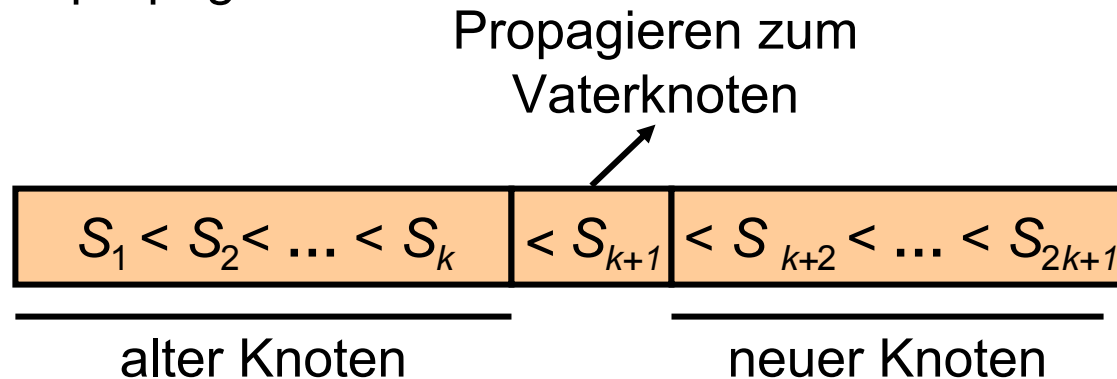 Propagieren zum
Vaterknoten
S1 < S2 < ... < Sk < Sk+1 < S k+2 < ... < S2k+1
alter Knoten neuer Knoten